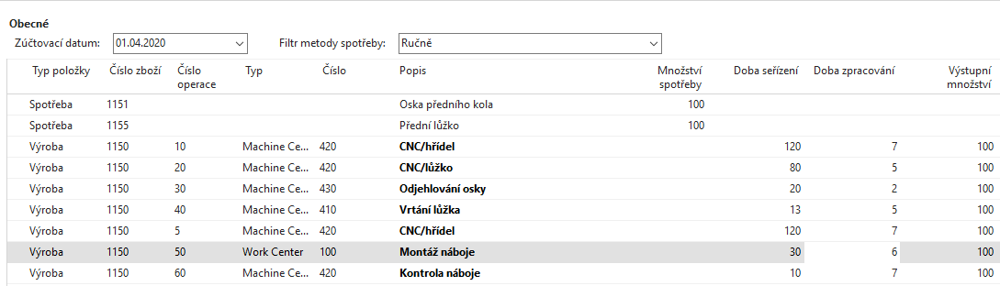 Obecné
Zúčtovací datum: 01.04.2020 Filtr metody spotřeby: Ručně
Typ položky Číslo zboží Číslo operace Typ Číslo Popis Množství spotřeby Doba seřízení Doba zpracování Výstupní množství
Spotřeba 1151 Oska předního kola 100
Spotřeba 1155 Přední lůžko 100
Výroba 1150 10 Machine Ce... 420 CNC/hřídel 120 7 100
Výroba 1150 20 Machine Ce... 420 CNC/lůžko 80 5 100
Výroba 1150 30 Machine Ce... 430 Odjehlování osky 20 2 100
Výroba 1150 40 Machine Ce... 410 Vrtání lůžka 13 5 100
Výroba 1150 5 Machine Ce... 420 CNC/hřídel 120 7 100
Výroba 1150 50 Work Center 100 Montáž náboje 30 6 100
Výroba 1150 60 Machine Ce... 420 Kontrola náboje 10 7 100